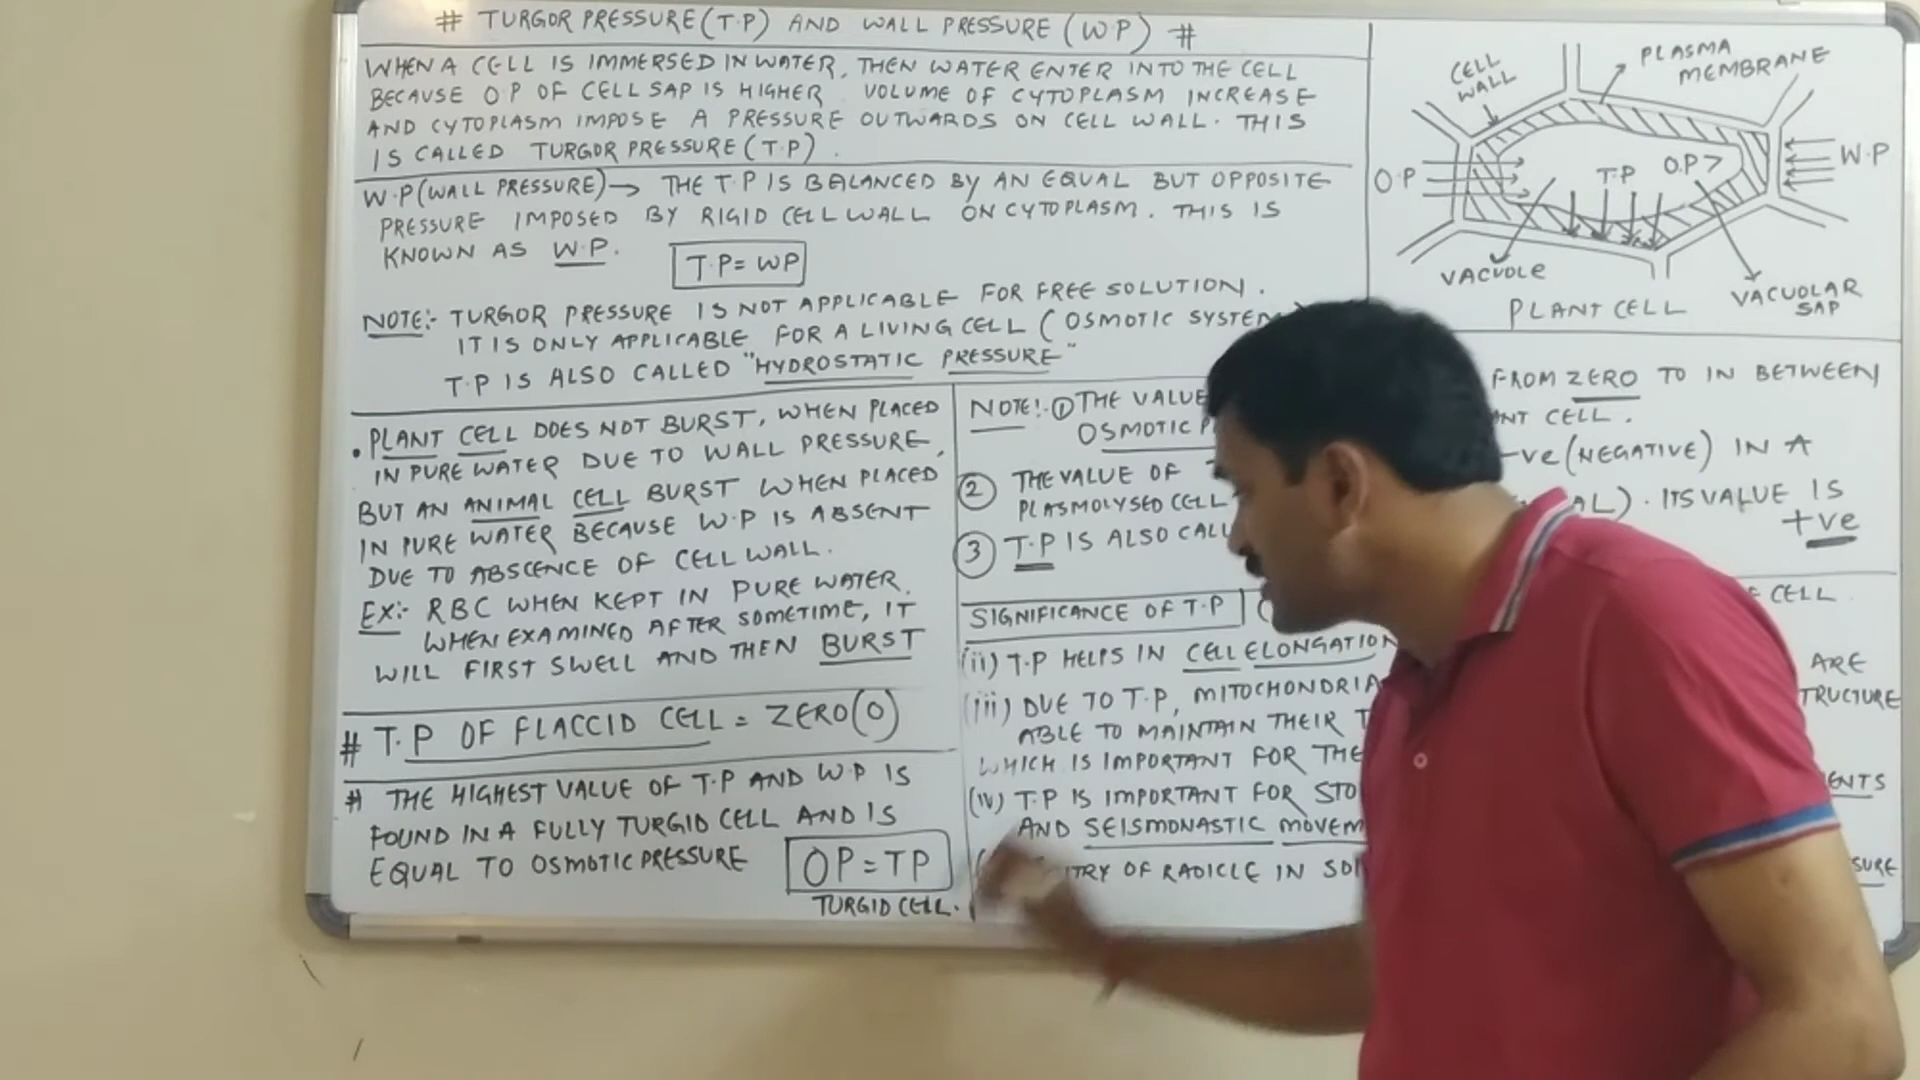 # TURGOR PRESSURE (T.P) AND WALL PRESSURE (W.P) #
WHEN A CELL IS IMMERSED IN WATER, THEN WATER ENTER INTO THE CELL
BECAUSE O.P OF CELL SAP IS HIGHER VOLUME OF CYTOPLASM INCREASE
AND CYTOPLASM IMPOSE A PRESSURE OUTWARDS ON CELL WALL. THIS
IS CALLED TURGOR PRESSURE (T.P).
W.P (WALL PRESSURE) → THE T.P IS BALANCED BY AN EQUAL BUT OPPOSITE
PRESSURE IMPOSED BY RIGID CELL WALL ON CYTOPLASM. THIS IS
KNOWN AS W.P.
T.P = WP
NOTE:- TURGOR PRESSURE IS NOT APPLICABLE FOR FREE SOLUTION.
IT IS ONLY APPLICABLE FOR A LIVING CELL (OSMOTIC SYSTEM
T.P IS ALSO CALLED "HYDROSTATIC PRESSURE"
CELL WALL
PLASMA MEMBRANE
O.P
T.P
O.P >
W.P
VACUOLE
VACUOLAR SAP
PLANT CELL
• PLANT CELL DOES NOT BURST, WHEN PLACED
IN PURE WATER DUE TO WALL PRESSURE,
BUT AN ANIMAL CELL BURST WHEN PLACED
IN PURE WATER BECAUSE W.P IS ABSENT
DUE TO ABSCENCE OF CELL WALL.
EX:- RBC WHEN KEPT IN PURE WATER,
WHEN EXAMINED AFTER SOMETIME, IT
WILL FIRST SWELL AND THEN BURST
# T.P OF FLACCID CELL = ZERO (0)
# THE HIGHEST VALUE OF T.P AND W.P IS
FOUND IN A FULLY TURGID CELL AND IS
EQUAL TO OSMOTIC PRESSURE
OP = TP
TURGID CELL.
NOTE:- ① THE VALUE FROM ZERO TO IN BETWEEN
OSMOTIC CELL.
② THE VALUE OF -ve (NEGATIVE) IN A
PLASMOLYSED CELL ITS VALUE IS
+ve
③ T.P IS ALSO
SIGNIFICANCE OF T.P CELL
(ii) T.P HELPS IN CELL ELONGATION
(iii) DUE TO T.P, MITOCHONDRIA ARE
ABLE TO MAINTAIN THEIR
WHICH IS IMPORTANT FOR THE
(iv) T.P IS IMPORTANT FOR
AND SEISMONASTIC
OF RADICLE IN